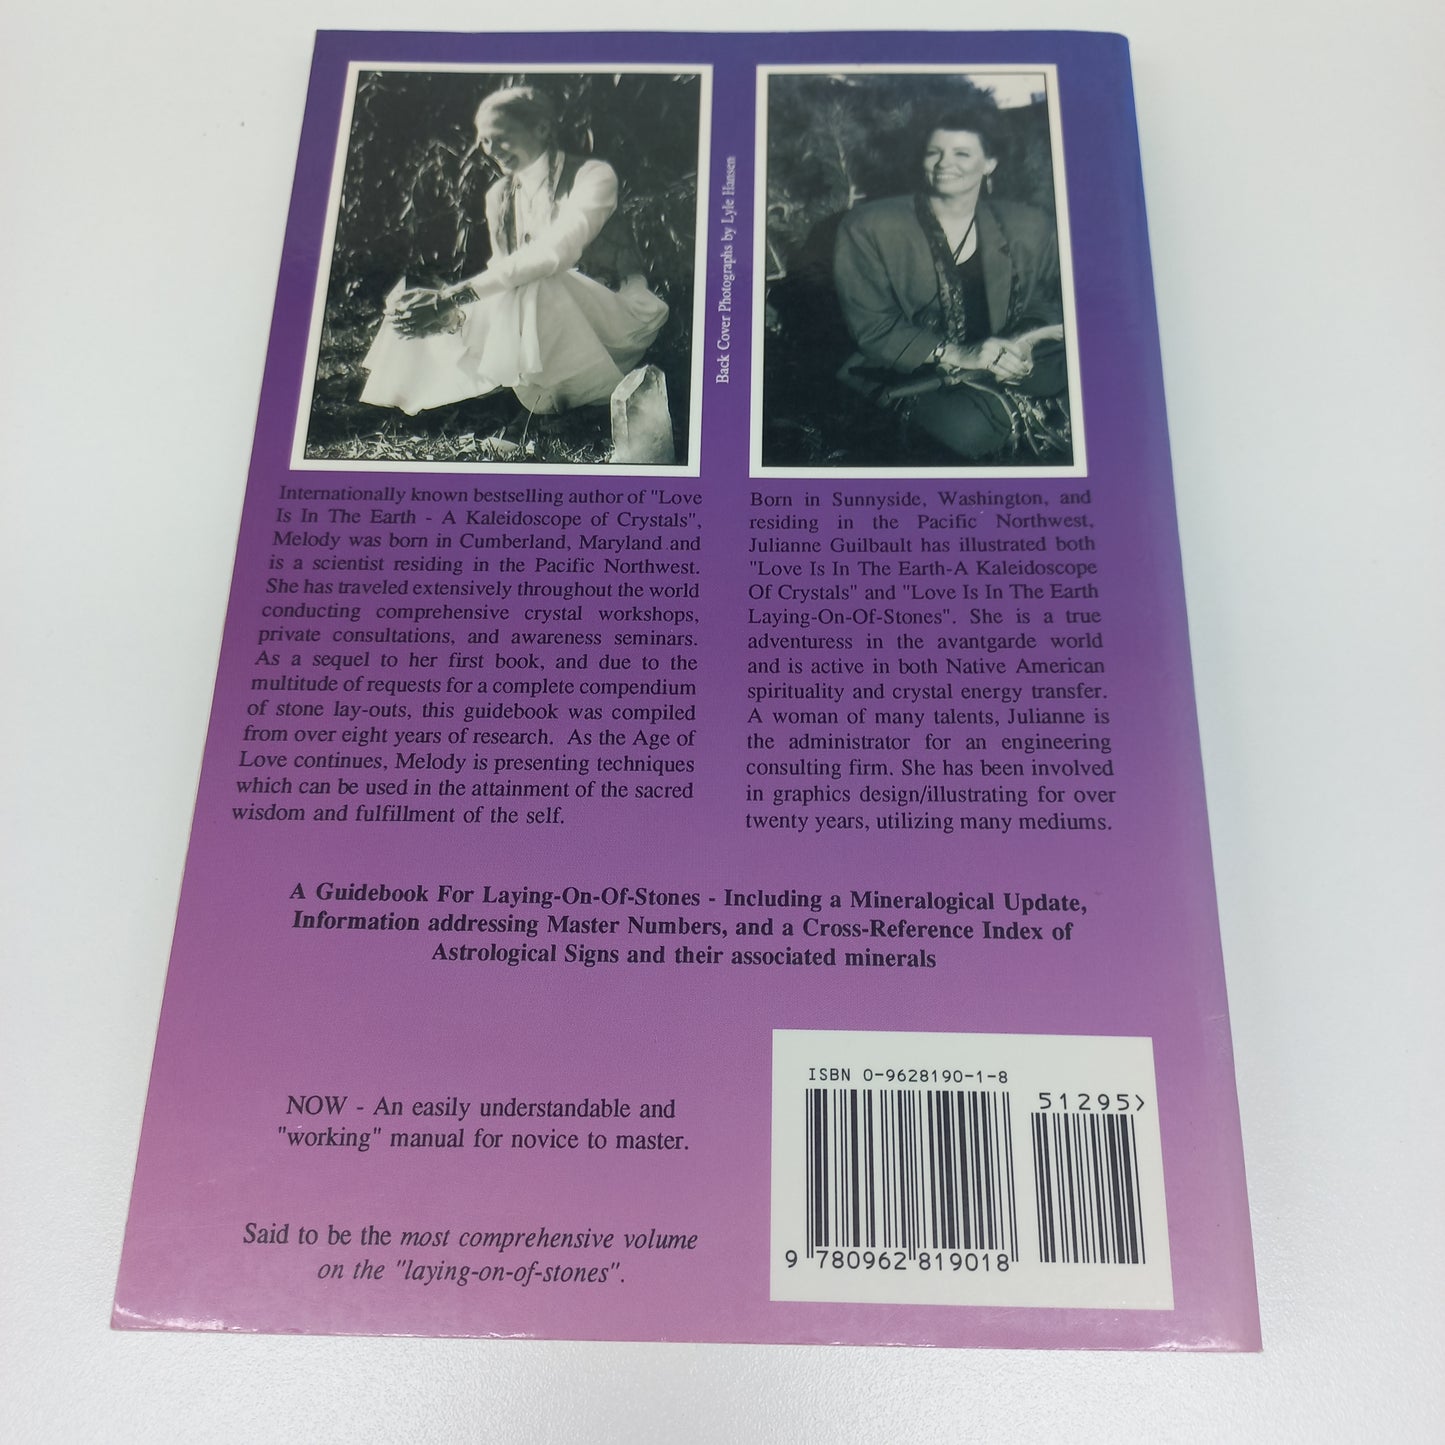 Back Cover Photographs by Lyle Hansen
Internationally known bestselling author of "Love
Is In The Earth - A Kaleidoscope of Crystals",
Melody was born in Cumberland, Maryland and
is a scientist residing in the Pacific Northwest.
She has traveled extensively throughout the world
conducting comprehensive crystal workshops,
private consultations, and awareness seminars.
As a sequel to her first book, and due to the
multitude of requests for a complete compendium
of stone lay-outs, this guidebook was compiled
from over eight years of research. As the Age of
Love continues, Melody is presenting techniques
which can be used in the attainment of the sacred
wisdom and fulfillment of the self.
Born in Sunnyside, Washington, and
residing in the Pacific Northwest,
Julianne Guilbault has illustrated both
"Love Is In The Earth-A Kaleidoscope
Of Crystals" and "Love Is In The Earth
Laying-On-Of-Stones". She is a true
adventuress in the avantgarde world
and is active in both Native American
spirituality and crystal energy transfer.
A woman of many talents, Julianne is
the administrator for an engineering
consulting firm. She has been involved
in graphics design/illustrating for over
twenty years, utilizing many mediums.
A Guidebook For Laying-On-Of-Stones - Including a Mineralogical Update,
Information addressing Master Numbers, and a Cross-Reference Index of
Astrological Signs and their associated minerals
NOW - An easily understandable and
"working" manual for novice to master.
Said to be the most comprehensive volume
on the "laying-on-of-stones".
ISBN 0-9628190-1-8
51295>
9 780962 819018